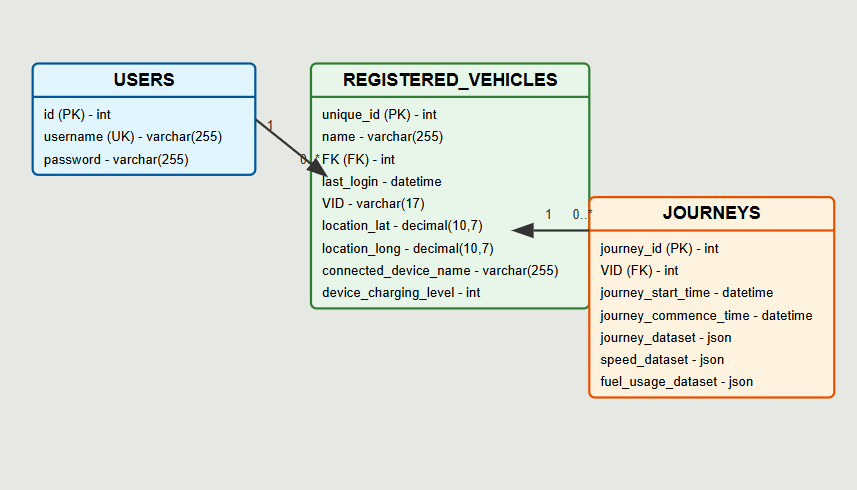 USERS
id (PK) - int
username (UK) - varchar(255)
password - varchar(255)
1
0..*
REGISTERED_VEHICLES
unique_id (PK) - int
name - varchar(255)
FK (FK) - int
last_login - datetime
VID - varchar(17)
location_lat - decimal(10,7)
location_long - decimal(10,7)
connected_device_name - varchar(255)
device_charging_level - int
1
0..*
JOURNEYS
journey_id (PK) - int
VID (FK) - int
journey_start_time - datetime
journey_commence_time - datetime
journey_dataset - json
speed_dataset - json
fuel_usage_dataset - json